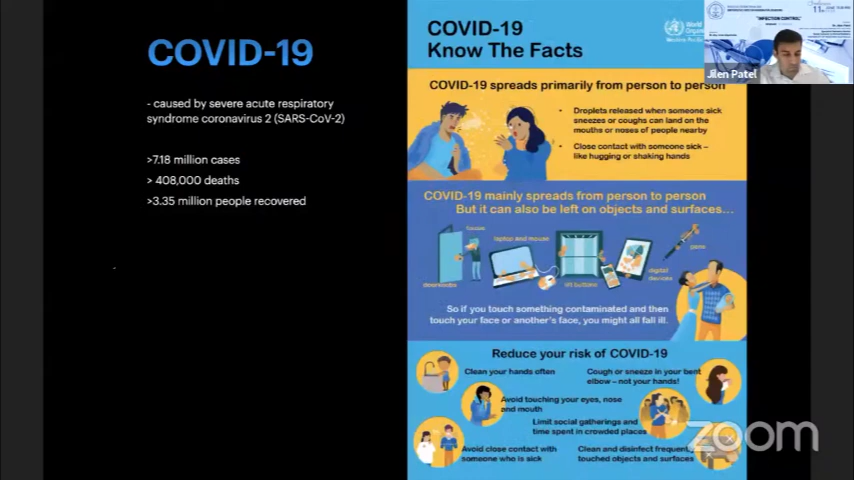 COVID-19
- caused by severe acute respiratory
syndrome coronavirus 2 (SARS-CoV-2)
>7.18 million cases
> 408,000 deaths
>3.35 million people recovered
COVID-19
Know The Facts
World
COVID-19 spreads primarily from person to person
• Droplets released when someone sick
sneezes or coughs can land on the
mouths or noses of people nearby
• Close contact with someone sick –
like hugging or shaking hands
COVID-19 mainly spreads from person to person
But it can also be left on objects and surfaces...
laptop and mouse
pens
doorknobs
lift buttons
digital
devices
So if you touch something contaminated and then
touch your face or another's face, you might all fall ill.
Reduce your risk of COVID-19
Clean your hands often
Cough or sneeze in your bent
elbow – not your hands!
Avoid touching your eyes, nose
and mouth
Limit social gatherings and
time spent in crowded places
Avoid close contact with
someone who is sick
Clean and disinfect frequent
touched objects and surfaces
"INFECTION CONTROL"
Jilen Patel
zoom